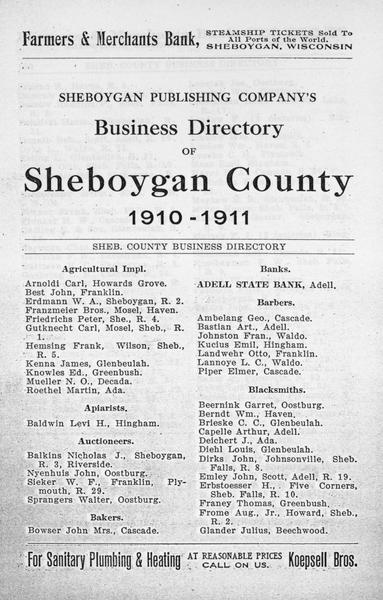 Farmers & Merchants Bank, STEAMSHIP TICKETS Sold To
All Ports of the World.
SHEBOYGAN, WISCONSIN
SHEBOYGAN PUBLISHING COMPANY'S
Business Directory
OF
Sheboygan County
1910-1911
SHEB. COUNTY BUSINESS DIRECTORY
Agricultural Impl.
Arnoldi Carl, Howards Grove.
Best John, Franklin.
Erdmann W. A., Sheboygan, R. 2.
Franzmeier Bros., Mosel, Haven.
Friedrichs Peter, She., R. 4.
Gutknecht Carl, Mosel, Sheb., R.
1.
Hemsing Frank, Wilson, Sheb.,
R. 5.
Kenna James, Glenbeulah.
Knowles Ed., Greenbush.
Mueller N. O., Decada.
Roethel Martin, Ada.
Apiarists.
Baldwin Levi H., Hingham.
Auctioneers.
Balkins Nicholas J., Sheboygan,
R. 3, Riverside.
Nyenhuis John, Oostburg.
Sieker W. F., Franklin, Ply-
mouth, R. 29.
Sprangers Walter, Oostburg.
Bakers.
Bowser John Mrs., Cascade.
Banks.
ADELL STATE BANK, Adell.
Barbers.
Ambelang Geo., Cascade.
Bastian Art., Adell.
Johnston Fran., Waldo.
Kucius Emil, Hingham.
Landwehr Otto, Franklin.
Lannoye L. C., Waldo.
Piper Elmer, Cascade.
Blacksmiths.
Beernink Garret, Oostburg.
Berndt Wm., Haven.
Brieske C. C., Glenbeulah.
Capelle Arthur, Adell.
Deichert J., Ada.
Diehl Louis, Glenbeulah.
Dirks John, Johnsonville, Sheb.
Falls, R. 8.
Emley John, Scott, Adell, R. 19.
Erbstoesser H., Five Corners,
Sheb. Falls, R. 10.
Franey Thomas, Greenbush.
Frome Aug., Jr., Howard, Sheb.,
R. 2.
Glander Julius, Beechwood.
For Sanitary Plumbing & Heating AT REASONABLE PRICES
CALL ON US. Koepsell Bros.